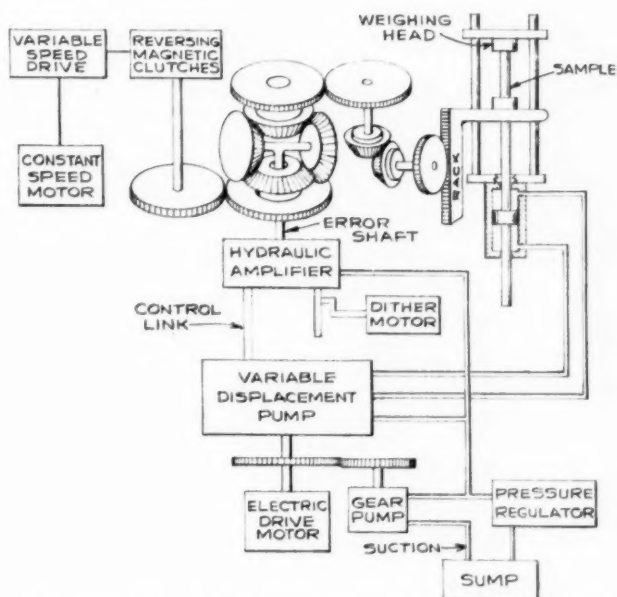 WEIGHING
HEAD
SAMPLE
VARIABLE
SPEED
DRIVE
REVERSING
MAGNETIC
CLUTCHES
CONSTANT
SPEED
MOTOR
RACK
ERROR
SHAFT
HYDRAULIC
AMPLIFIER
CONTROL
LINK
DITHER
MOTOR
VARIABLE
DISPLACEMENT
PUMP
ELECTRIC
DRIVE
MOTOR
GEAR
PUMP
PRESSURE
REGULATOR
SUCTION
SUMP